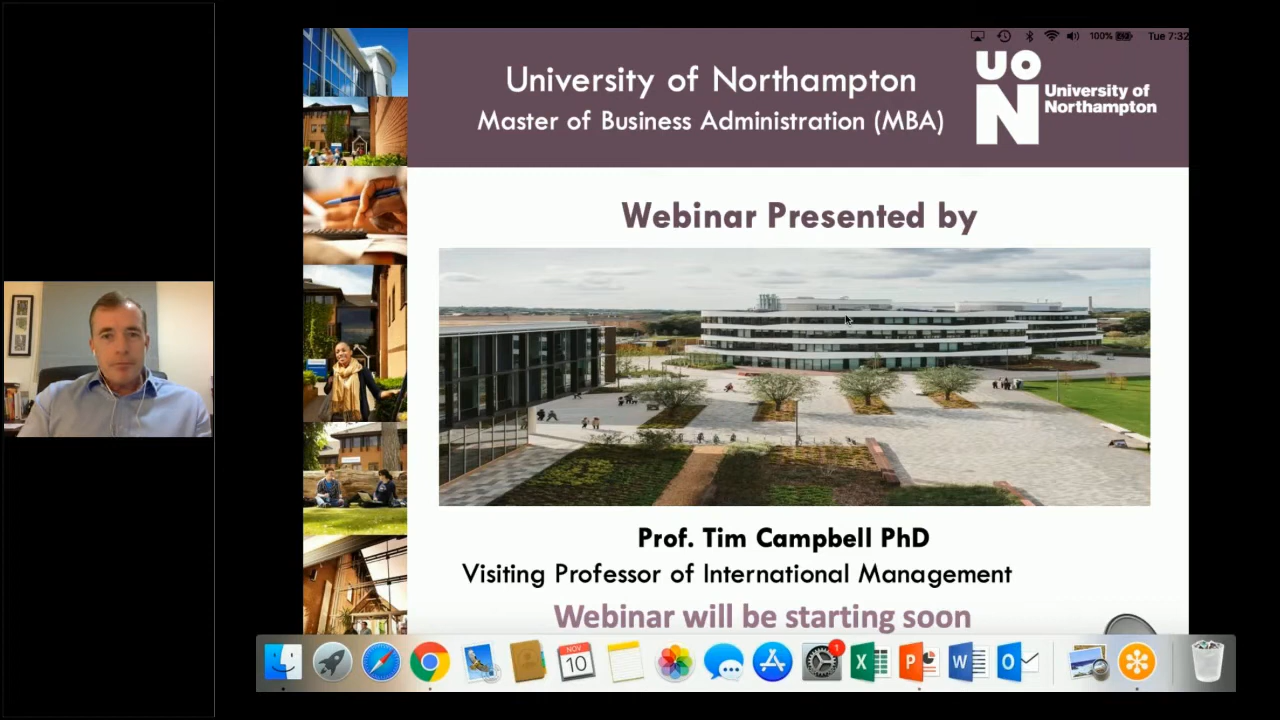 100%
Tue 7:32
University of Northampton
Master of Business Administration (MBA)
UO
N
University of
Northampton
Webinar Presented by
Prof. Tim Campbell PhD
Visiting Professor of International Management
Webinar will be starting soon
NOV
10
1
X
P
W
O